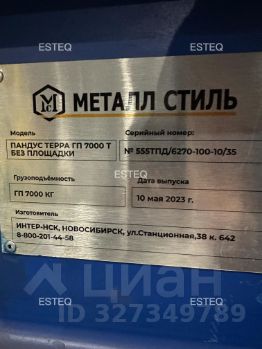 ESTEQ ESTEQ
МЕТАЛЛ СТИЛЬ
Модель
ПАНДУС ТЕРРА ГП 7000 Т
БЕЗ ПЛОЩАДКИ
Серийный номер:
№ 555ТПД/6270-100-10/35
ESTEQ
Грузоподъёмность
ГП 7000 КГ
Дата выпуска
10 мая 2023 г.
Изготовитель
ИНТЕР-НСК, НОВОСИБИРСК, ул.Станционная,38 к. 642
8-800-201-44-58
ESTEQ ESTEQ
циан
ID 327349789
ESTEQ